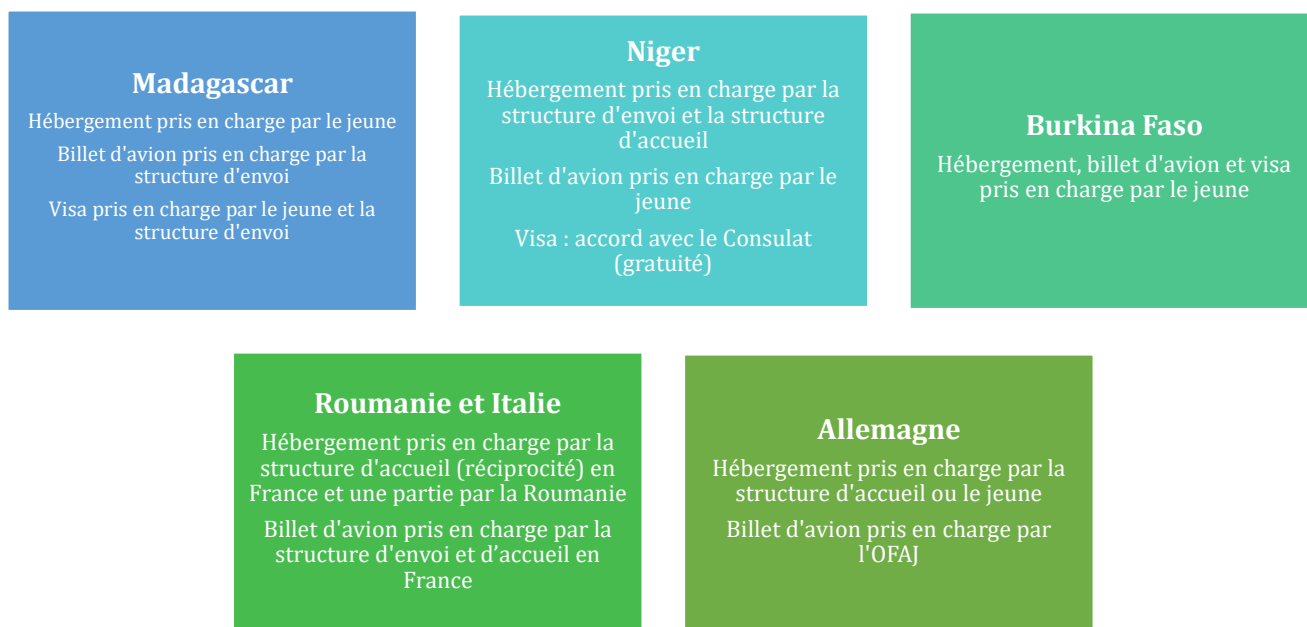 Madagascar
Hébergement pris en charge par le jeune
Billet d'avion pris en charge par la
structure d'envoi
Visa pris en charge par le jeune et la
structure d'envoi
Niger
Hébergement pris en charge par la
structure d'envoi et la structure
d'accueil
Billet d'avion pris en charge par le
jeune
Visa : accord avec le Consulat
(gratuité)
Burkina Faso
Hébergement, billet d'avion et visa
pris en charge par le jeune
Roumanie et Italie
Hébergement pris en charge par la
structure d'accueil (réciprocité) en
France et une partie par la Roumanie
Billet d'avion pris en charge par la
structure d'envoi et d’accueil en
France
Allemagne
Hébergement pris en charge par la
structure d'accueil ou le jeune
Billet d'avion pris en charge par
l'OFAJ